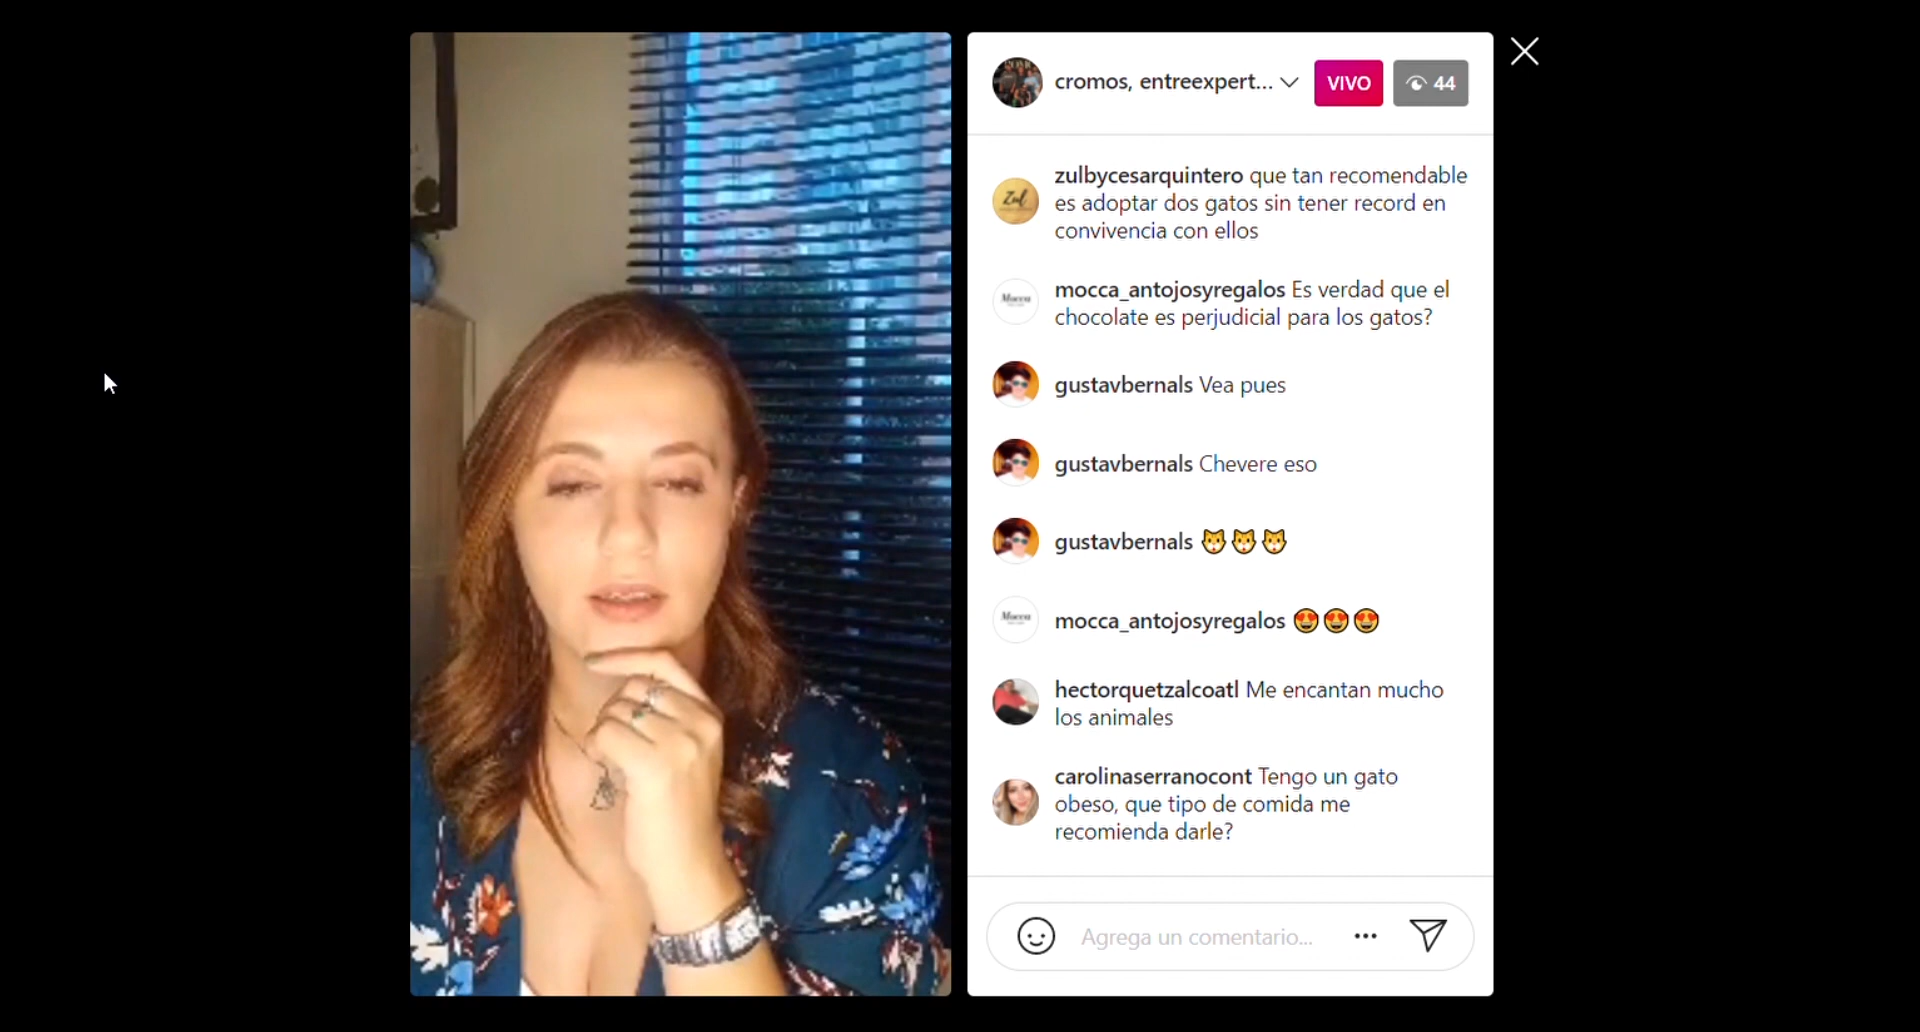 cromos, entreexpert...
VIVO
44
Zul
zulbycesarquintero que tan recomendable
es adoptar dos gatos sin tener record en
convivencia con ellos
Mocca
mocca_antojosyregalos Es verdad que el
chocolate es perjudicial para los gatos?
gustavbernals Vea pues
gustavbernals Chevere eso
gustavbernals 🐱🐱🐱
Mocca
mocca_antojosyregalos 😍😍😍
hectorquetzalcoatl Me encantan mucho
los animales
carolinaserranocont Tengo un gato
obeso, que tipo de comida me
recomienda darle?
Agrega un comentario...